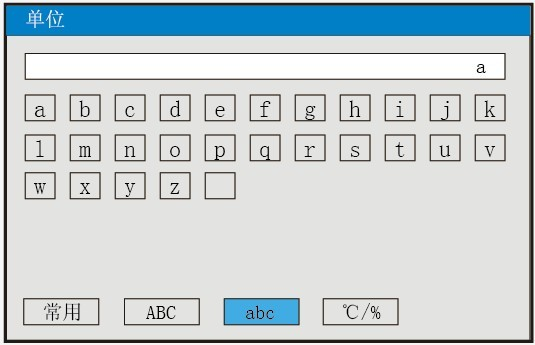 单位
a
a b c d e f g h i j k
l m n o p q r s t u v
w x y z
常用 ABC abc ℃/%